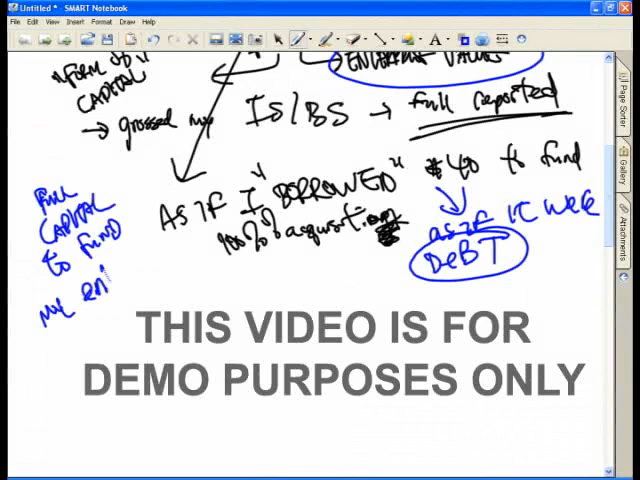 Untitled * - SMART Notebook
File Edit View Insert Format Draw Help
Page Sorter
Gallery
Attachments
FORM OF
CAPITAL
ENTERPRISE VALUE
→ grossed up IS/BS → Full reported
AS IF I "BORROWED" $40 to fund
100% acquisition
as if it were
DEBT
FULL
CAPITAL
to FUND
my
THIS VIDEO IS FOR
DEMO PURPOSES ONLY